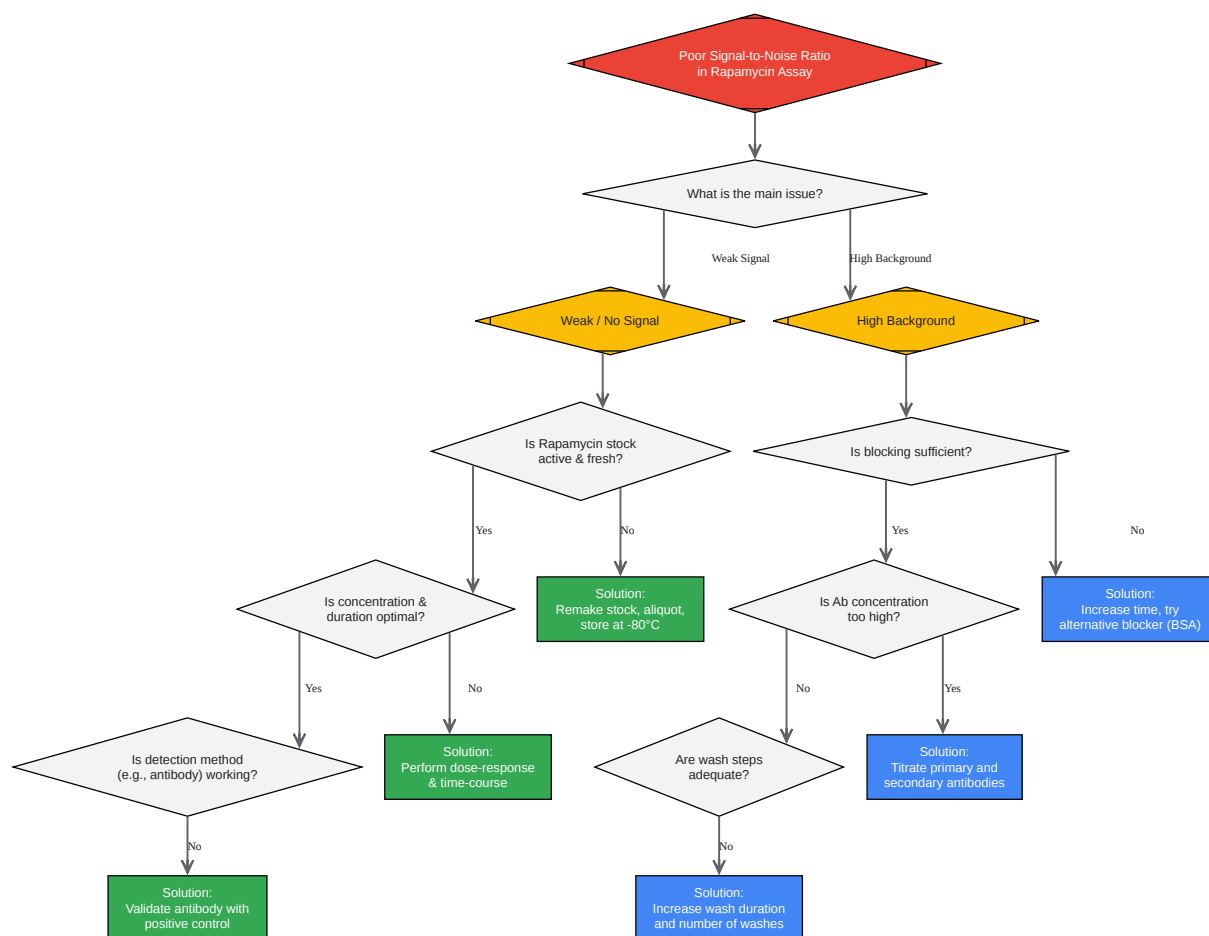 Poor Signal-to-Noise Ratio
in Rapamycin Assay
What is the main issue?
Weak Signal
High Background
Weak / No Signal
High Background
Is Rapamycin stock
active & fresh?
Is blocking sufficient?
Yes
No
Yes
No
Is concentration &
duration optimal?
Solution:
Remake stock, aliquot,
store at -80°C
Is Ab concentration
too high?
Solution:
Increase time, try
alternative blocker (BSA)
Yes
No
No
Yes
Is detection method
(e.g., antibody) working?
Solution:
Perform dose-response
& time-course
Are wash steps
adequate?
Solution:
Titrate primary and
secondary antibodies
No
No
Solution:
Validate antibody with
positive control
Solution:
Increase wash duration
and number of washes